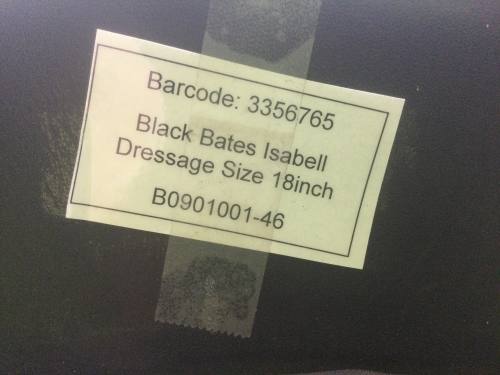 Barcode: 3356765
Black Bates Isabell
Dressage Size 18inch
B0901001-46